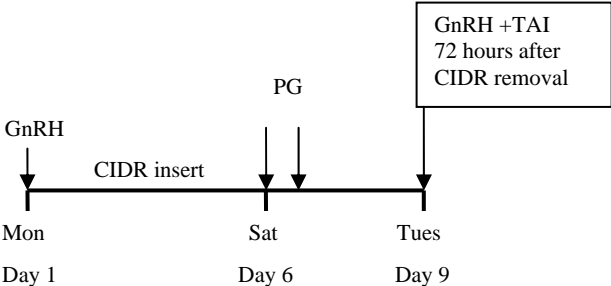 GnRH +TAI
72 hours after
CIDR removal
PG
GnRH
CIDR insert
Mon Sat Tues
Day 1 Day 6 Day 9